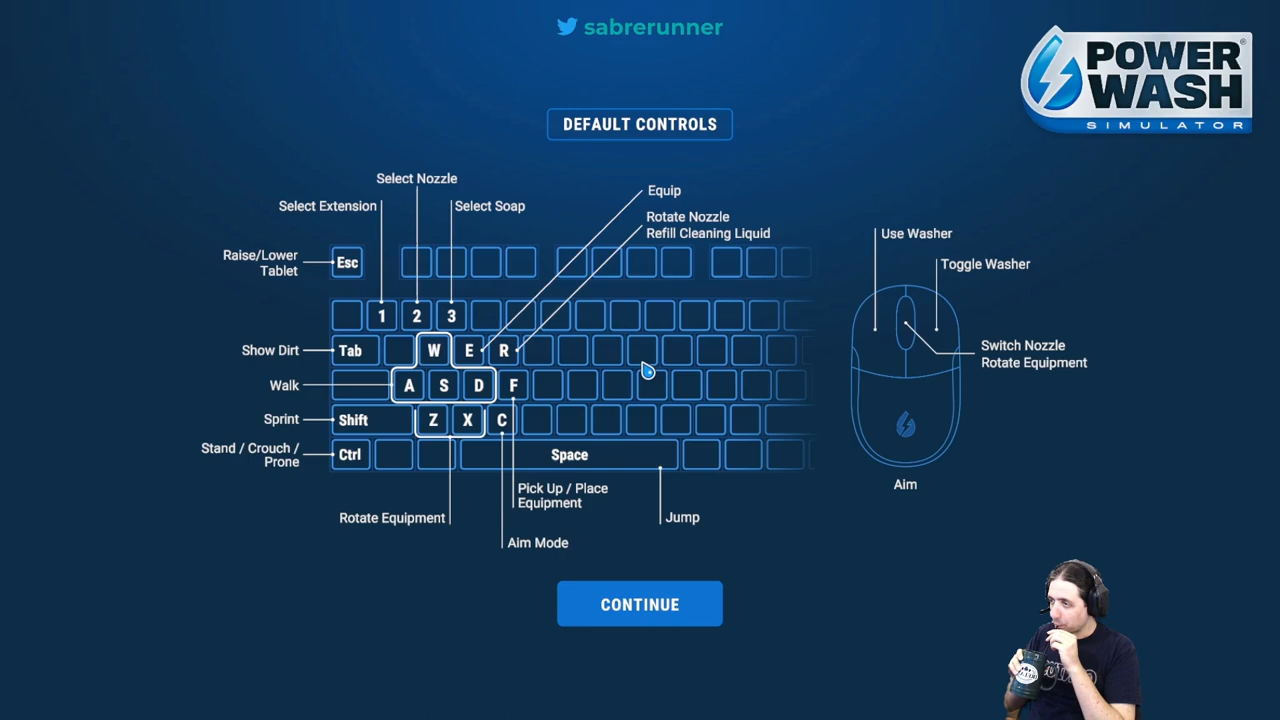 sabrerunner
POWER
WASH
SIMULATOR
DEFAULT CONTROLS
Select Nozzle
Select Extension
Select Soap
Equip
Rotate Nozzle
Refill Cleaning Liquid
Raise/Lower
Tablet
Esc
1 2 3
Show Dirt
Tab W E R
Walk
A S D F
Sprint
Shift Z X C
Stand / Crouch /
Prone
Ctrl Space
Rotate Equipment
Pick Up / Place
Equipment
Aim Mode
Jump
Use Washer
Toggle Washer
Switch Nozzle
Rotate Equipment
Aim
CONTINUE